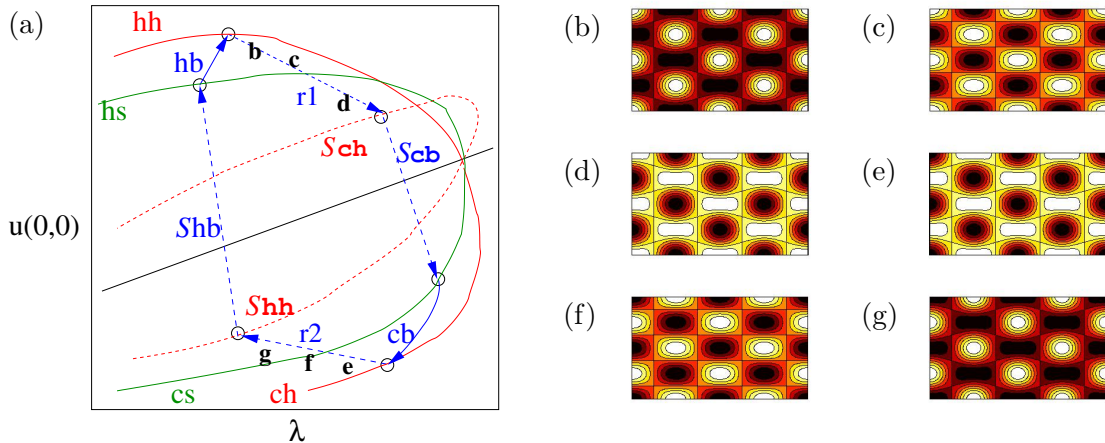 (a)
hh
hb
b
c
r1
d
hs
Sch
Scb
u(0,0)
Shb
Shh
r2
cb
g
f
e
cs
ch
λ
(b)
(c)
(d)
(e)
(f)
(g)